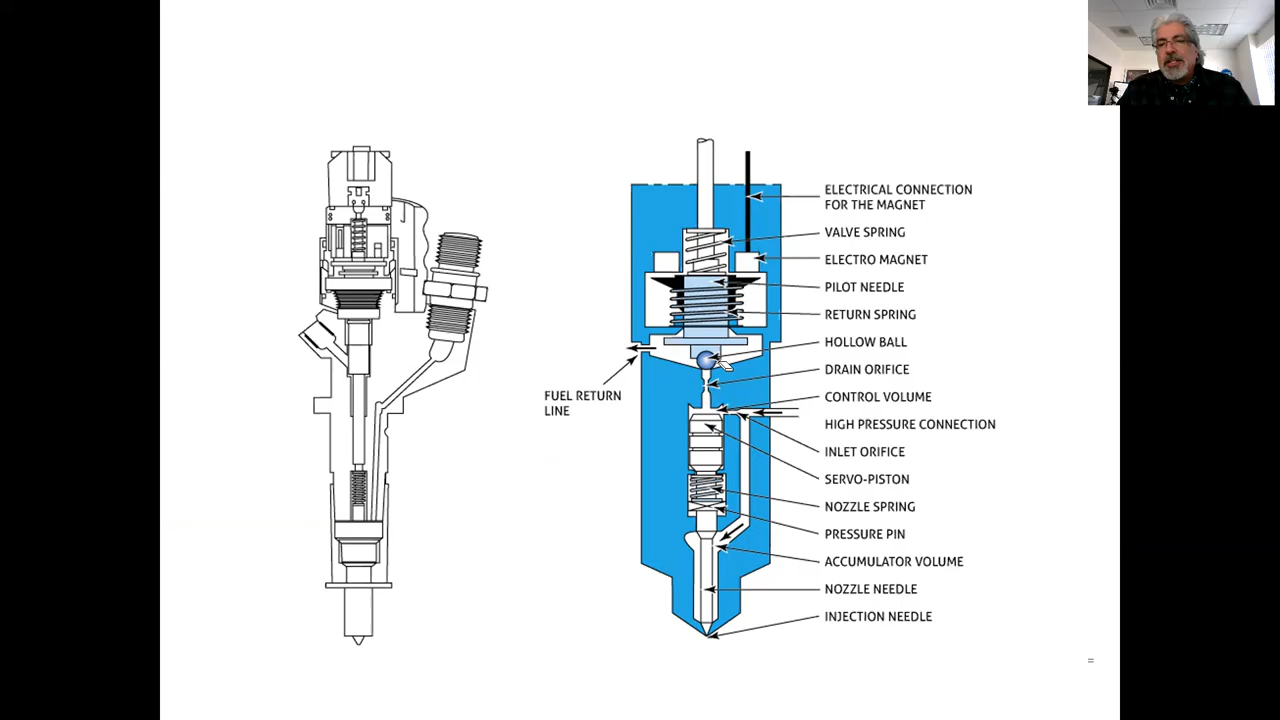 ELECTRICAL CONNECTION
FOR THE MAGNET
VALVE SPRING
ELECTRO MAGNET
PILOT NEEDLE
RETURN SPRING
HOLLOW BALL
DRAIN ORIFICE
FUEL RETURN
LINE
CONTROL VOLUME
HIGH PRESSURE CONNECTION
INLET ORIFICE
SERVO-PISTON
NOZZLE SPRING
PRESSURE PIN
ACCUMULATOR VOLUME
NOZZLE NEEDLE
INJECTION NEEDLE
=